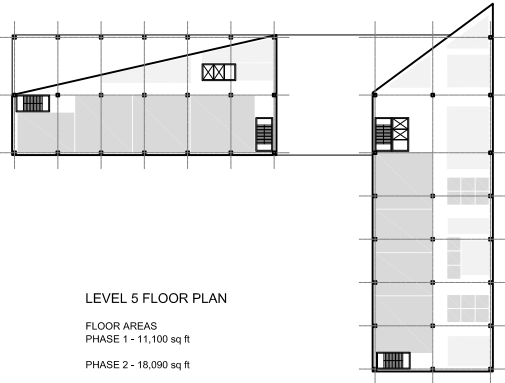 LEVEL 5 FLOOR PLAN
FLOOR AREAS
PHASE 1 - 11,100 sq ft
PHASE 2 - 18,090 sq ft